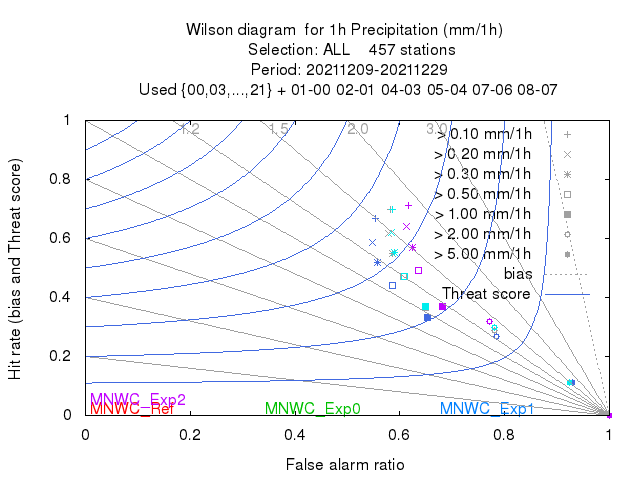 Wilson diagram  for 1h Precipitation (mm/1h)
Selection: ALL    457 stations
Period: 20211209-20211229
Used {00,03,...,21} + 01-00 02-01  04-03 05-04 07-06 08-07
Hit rate (bias and Threat score)
1
0.8
0.6
0.4
0.2
0
1.2
1.5
2.0
3.0
> 0.10 mm/1h
> 0.20 mm/1h
> 0.30 mm/1h
> 0.50 mm/1h
> 1.00 mm/1h
> 2.00 mm/1h
> 5.00 mm/1h
bias
Threat score
MNWC_Exp2
MNWC_Ref
MNWC_Exp0
MNWC_Exp1
0
0.2
0.4
0.6
0.8
1
False alarm ratio